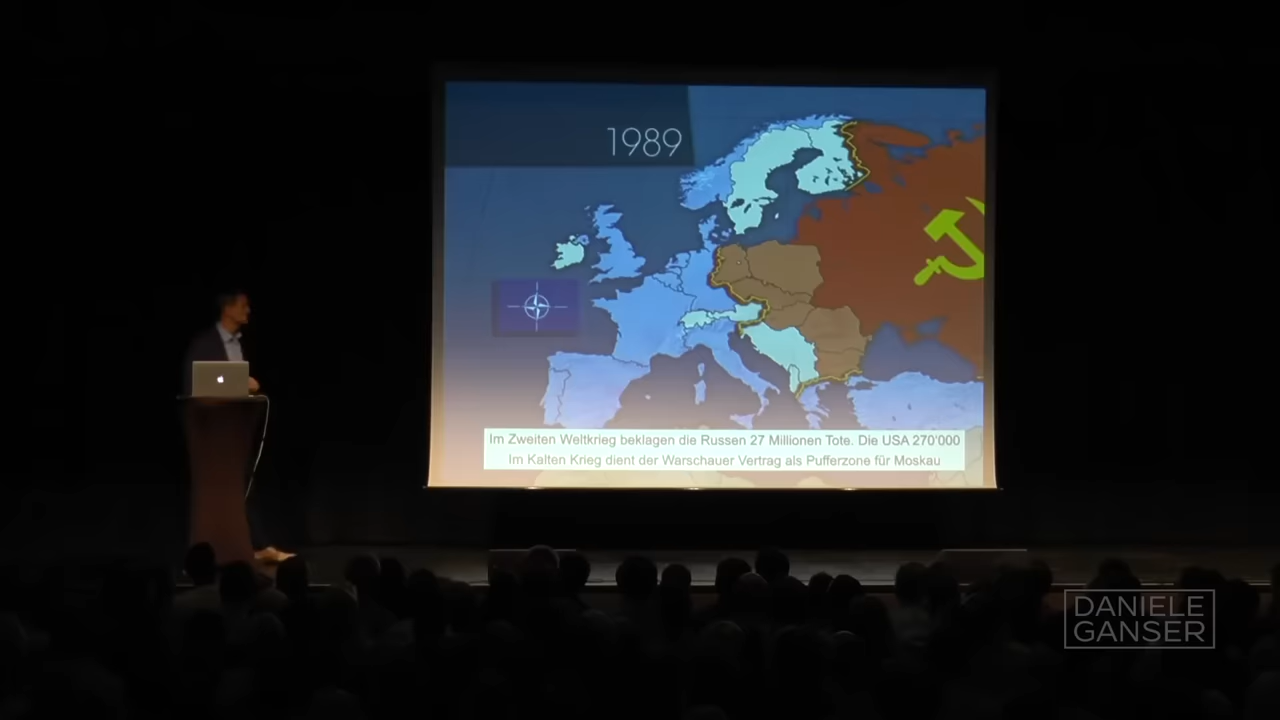 1989
Im Zweiten Weltkrieg beklagen die Russen 27 Millionen Tote. Die USA 270'000
Im Kalten Krieg dient der Warschauer Vertrag als Pufferzone für Moskau
DANIELE
GANSER